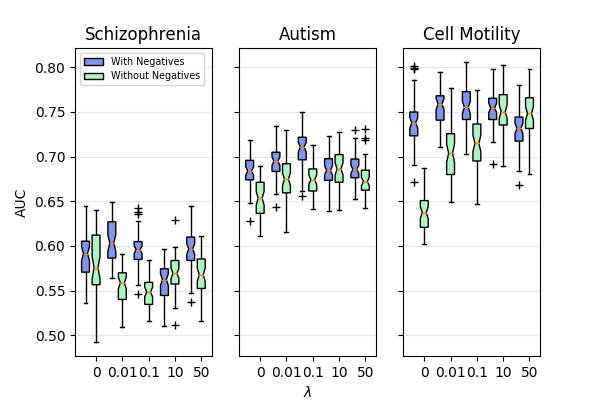 Schizophrenia Autism Cell Motility
With Negatives
Without Negatives
0.80
0.75
0.70
0.65
0.60
0.55
0.50
AUC
0 0.01 0.1 10 50 0 0.01 0.1 10 50 0 0.01 0.1 10 50
λ